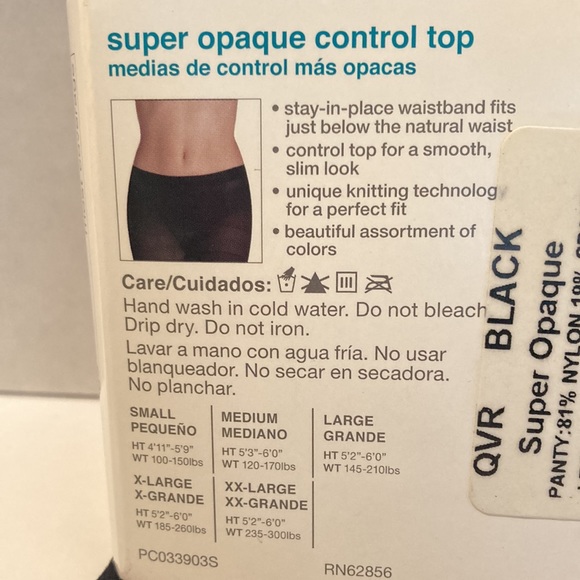 super opaque control top
medias de control más opacas
• stay-in-place waistband fits
just below the natural waist
• control top for a smooth,
slim look
• unique knitting technology
for a perfect fit
• beautiful assortment of
colors
Care/Cuidados:
Hand wash in cold water. Do not bleach
Drip dry. Do not iron.
Lavar a mano con agua fría. No usar
blanqueador. No secar en secadora.
No planchar.
SMALL
PEQUEÑO
HT 4'11"-5'9"
WT 100-150lbs
MEDIUM
MEDIANO
HT 5'3"-6'0"
WT 120-170lbs
LARGE
GRANDE
HT 5'2"-6'0"
WT 145-210lbs
X-LARGE
X-GRANDE
HT 5'2"-6'0"
WT 185-260lbs
XX-LARGE
XX-GRANDE
HT 5'2"-6'0"
WT 235-300lbs
PC033903S
RN62856
QVR BLACK
Super Opaque
PANTY:81% NYLON